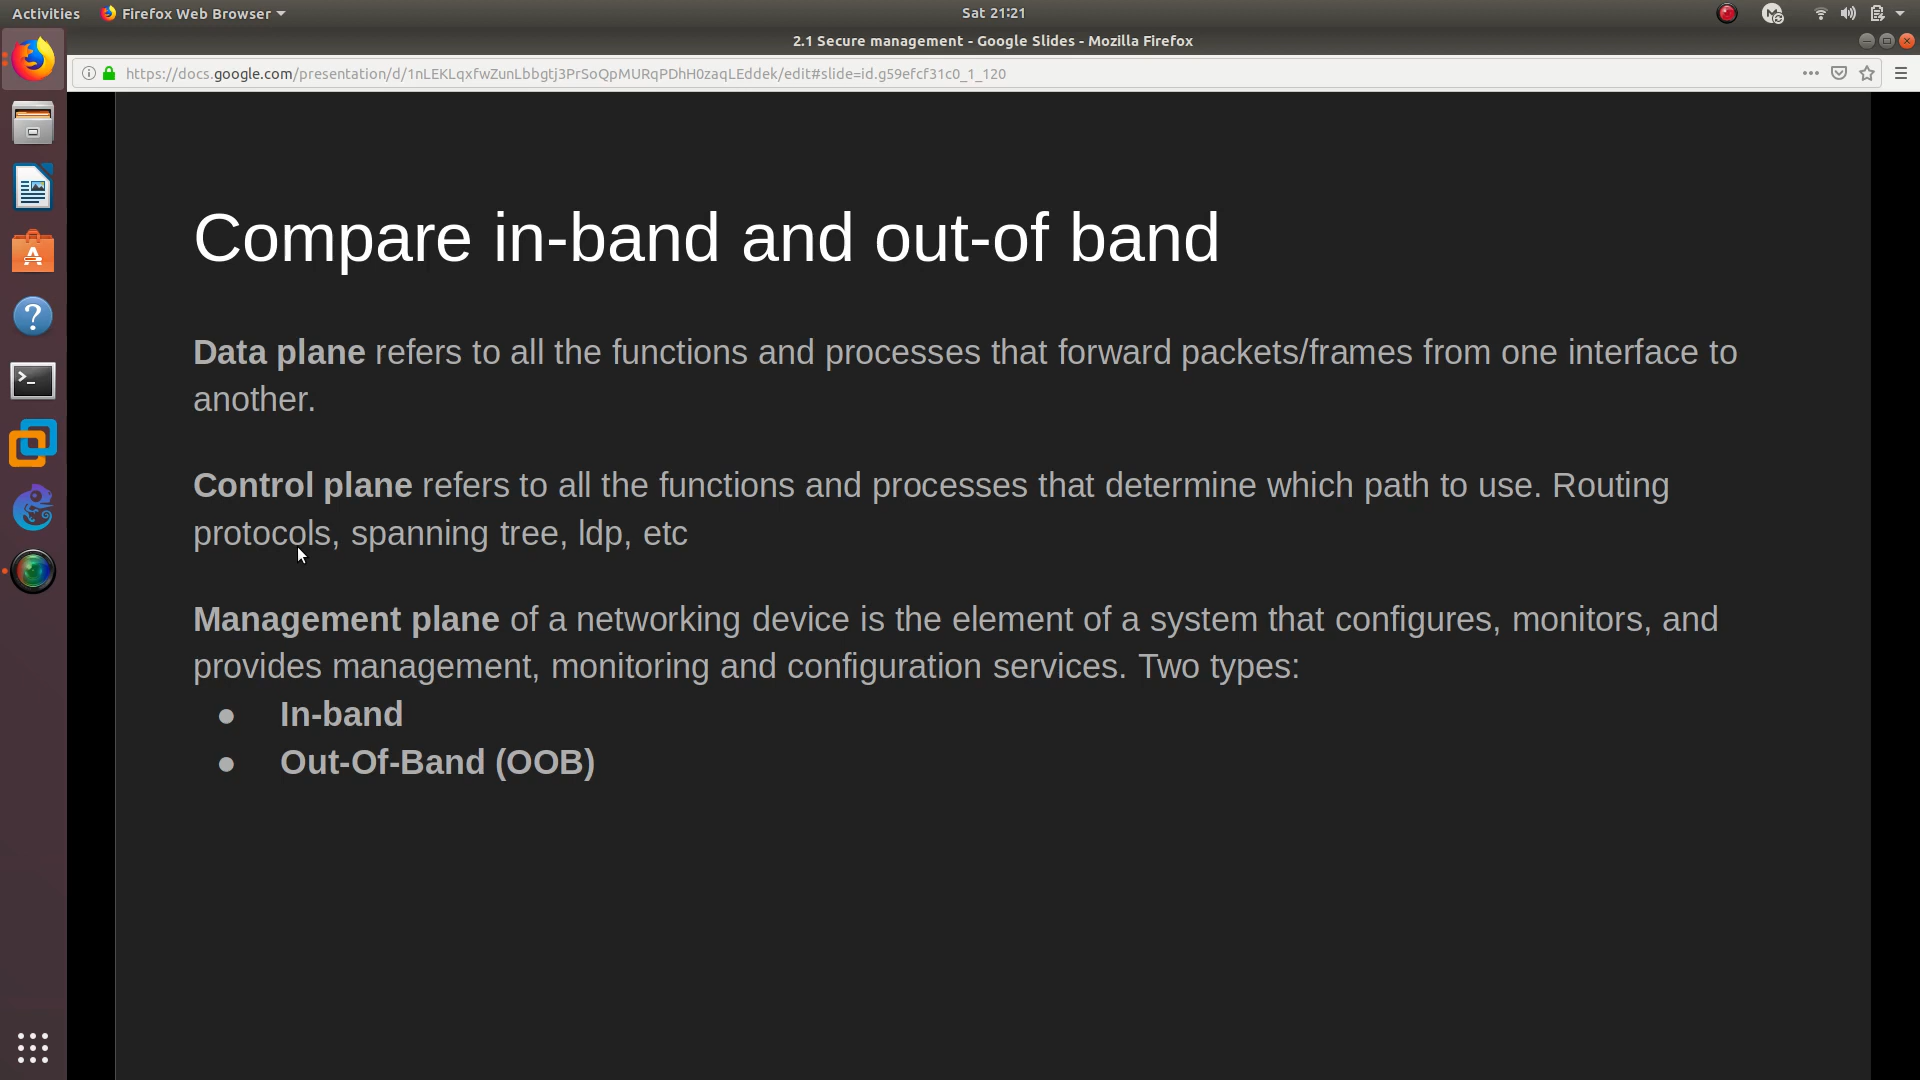 Activities
Firefox Web Browser
Sat 21:21
2.1 Secure management - Google Slides - Mozilla Firefox
https://docs.google.com/presentation/d/1nLEKLqxfwZunLbbgtj3PrSoQpMURqPDhH0zaqLEddek/edit#slide=id.g59efcf31c0_1_120
Compare in-band and out-of band
Data plane refers to all the functions and processes that forward packets/frames from one interface to
another.
Control plane refers to all the functions and processes that determine which path to use. Routing
protocols, spanning tree, ldp, etc
Management plane of a networking device is the element of a system that configures, monitors, and
provides management, monitoring and configuration services. Two types:
● In-band
● Out-Of-Band (OOB)